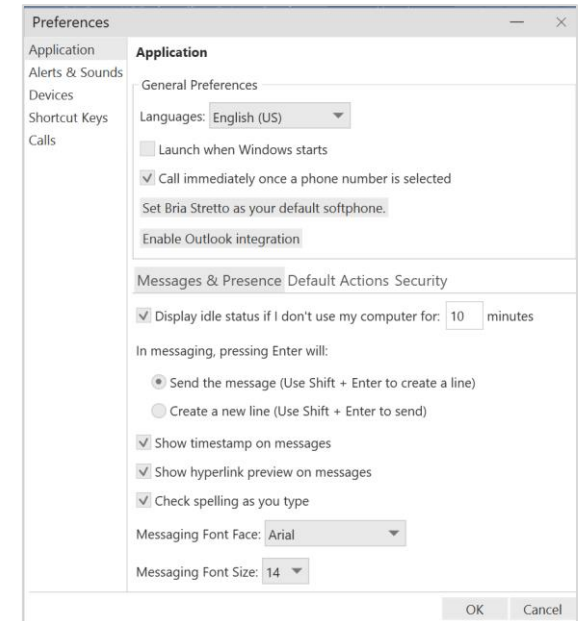 Preferences
Application
Alerts & Sounds
Devices
Shortcut Keys
Calls
Application
General Preferences
Languages: English (US)
Launch when Windows starts
Call immediately once a phone number is selected
Set Bria Stretto as your default softphone.
Enable Outlook integration
Messages & Presence Default Actions Security
Display idle status if I don't use my computer for: 10 minutes
In messaging, pressing Enter will:
Send the message (Use Shift + Enter to create a line)
Create a new line (Use Shift + Enter to send)
Show timestamp on messages
Show hyperlink preview on messages
Check spelling as you type
Messaging Font Face: Arial
Messaging Font Size: 14
OK Cancel